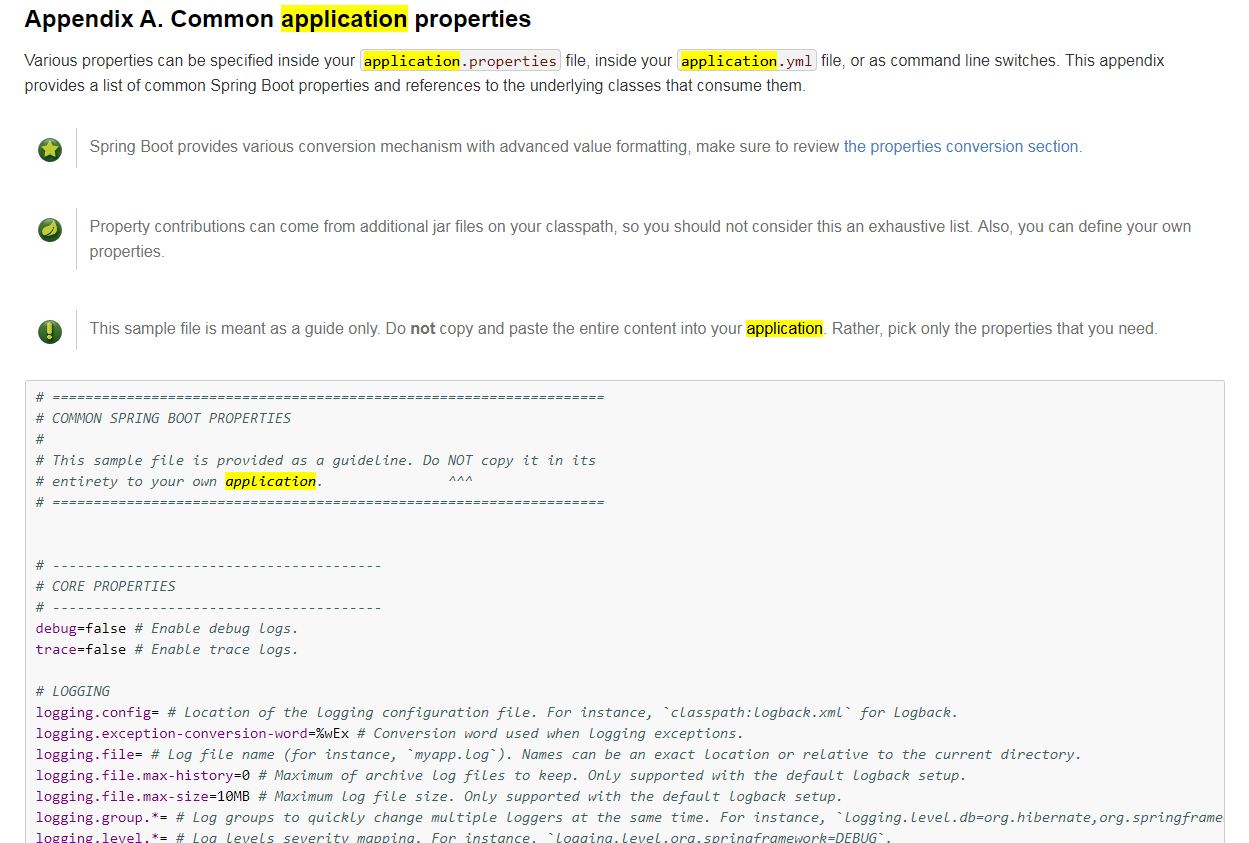 Appendix A. Common application properties
Various properties can be specified inside your application.properties file, inside your application.yml file, or as command line switches. This appendix
provides a list of common Spring Boot properties and references to the underlying classes that consume them.
Spring Boot provides various conversion mechanism with advanced value formatting, make sure to review the properties conversion section.
Property contributions can come from additional jar files on your classpath, so you should not consider this an exhaustive list. Also, you can define your own
properties.
This sample file is meant as a guide only. Do not copy and paste the entire content into your application. Rather, pick only the properties that you need.
# ===================================================================
# COMMON SPRING BOOT PROPERTIES
#
# This sample file is provided as a guideline. Do NOT copy it in its
# entirety to your own application.               ^^^
# ===================================================================
# ----------------------------------------
# CORE PROPERTIES
# ----------------------------------------
debug=false # Enable debug logs.
trace=false # Enable trace logs.
# LOGGING
logging.config= # Location of the logging configuration file. For instance, `classpath:logback.xml` for Logback.
logging.exception-conversion-word=%wEx # Conversion word used when logging exceptions.
logging.file= # Log file name (for instance, `myapp.log`). Names can be an exact location or relative to the current directory.
logging.file.max-history=0 # Maximum of archive log files to keep. Only supported with the default logback setup.
logging.file.max-size=10MB # Maximum log file size. Only supported with the default logback setup.
logging.group.*= # Log groups to quickly change multiple loggers at the same time. For instance, `logging.level.db=org.hibernate,org.springframe
logging.level.*= # Log levels severity mapping. For instance, `logging.level.org.springframework=DEBUG`.